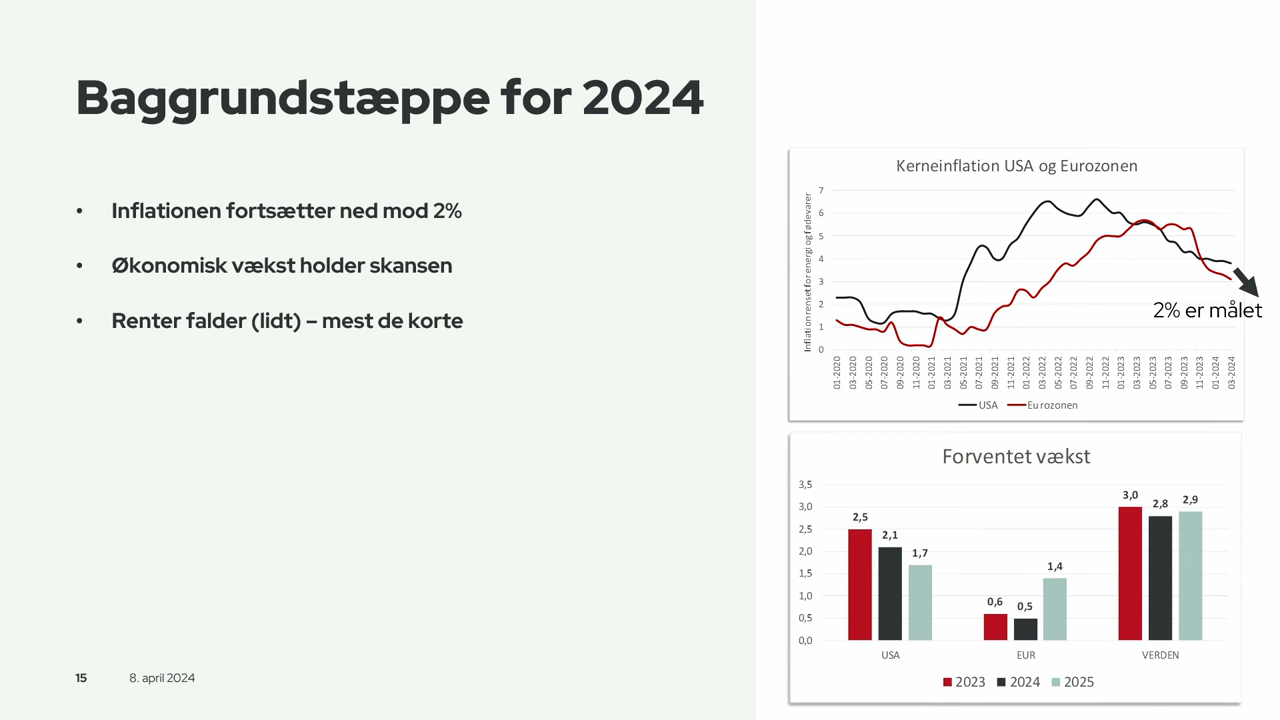 Baggrundstæppe for 2024
• Inflationen fortsætter ned mod 2%
• Økonomisk vækst holder skansen
• Renter falder (lidt) – mest de korte
15 8. april 2024
Kerneinflation USA og Eurozonen
Inflation renset for energi og fødevarer
7
6
5
4
3
2
1
0
01-2020 03-2020 05-2020 07-2020 09-2020 11-2020 01-2021 03-2021 05-2021 07-2021 09-2021 11-2021 01-2022 03-2022 05-2022 07-2022 09-2022 11-2022 01-2023 03-2023 05-2023 07-2023 09-2023 11-2023 01-2024 03-2024
USA Eurozonen
2% er målet
Forventet vækst
3,5
3,0
2,5
2,0
1,5
1,0
0,5
0,0
2,5 2,1 1,7 0,6 0,5 1,4 3,0 2,8 2,9
USA EUR VERDEN
2023 2024 2025